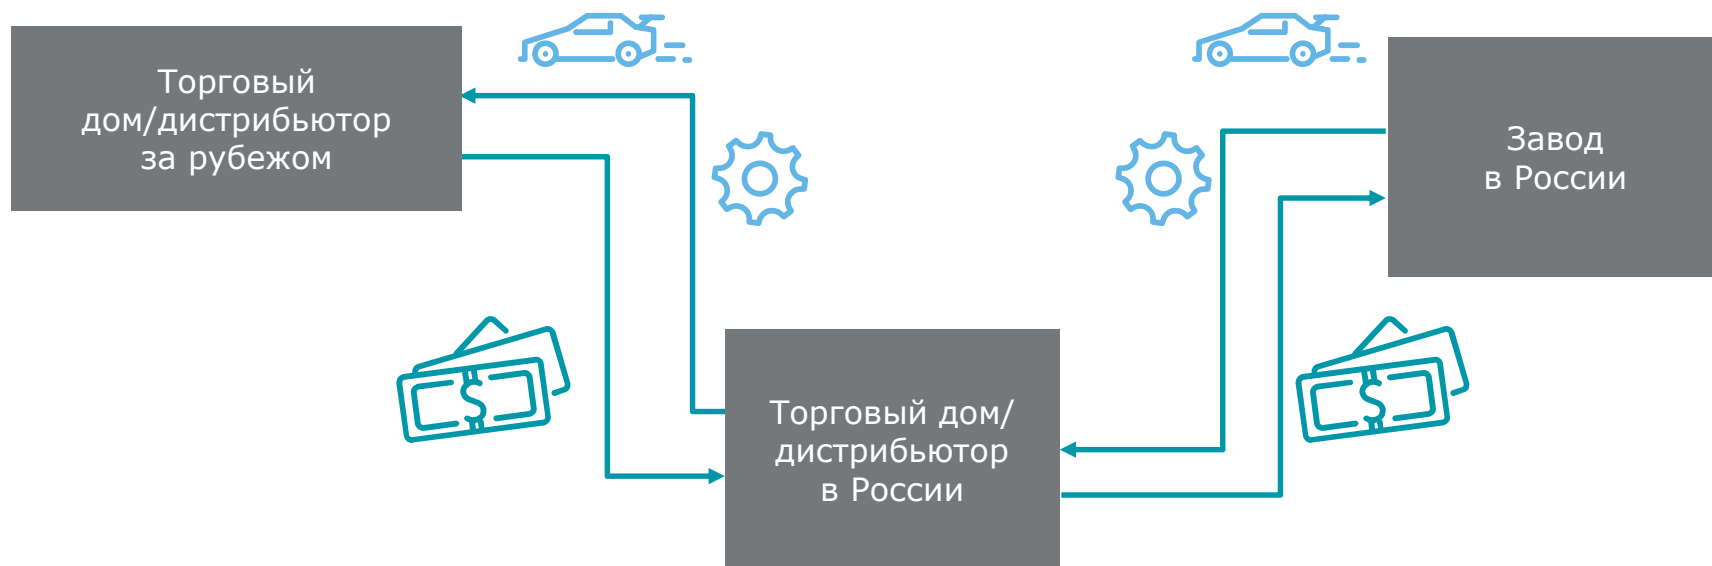 Торговый
дом/дистрибьютор
за рубежом
Завод
в России
Торговый дом/
дистрибьютор
в России